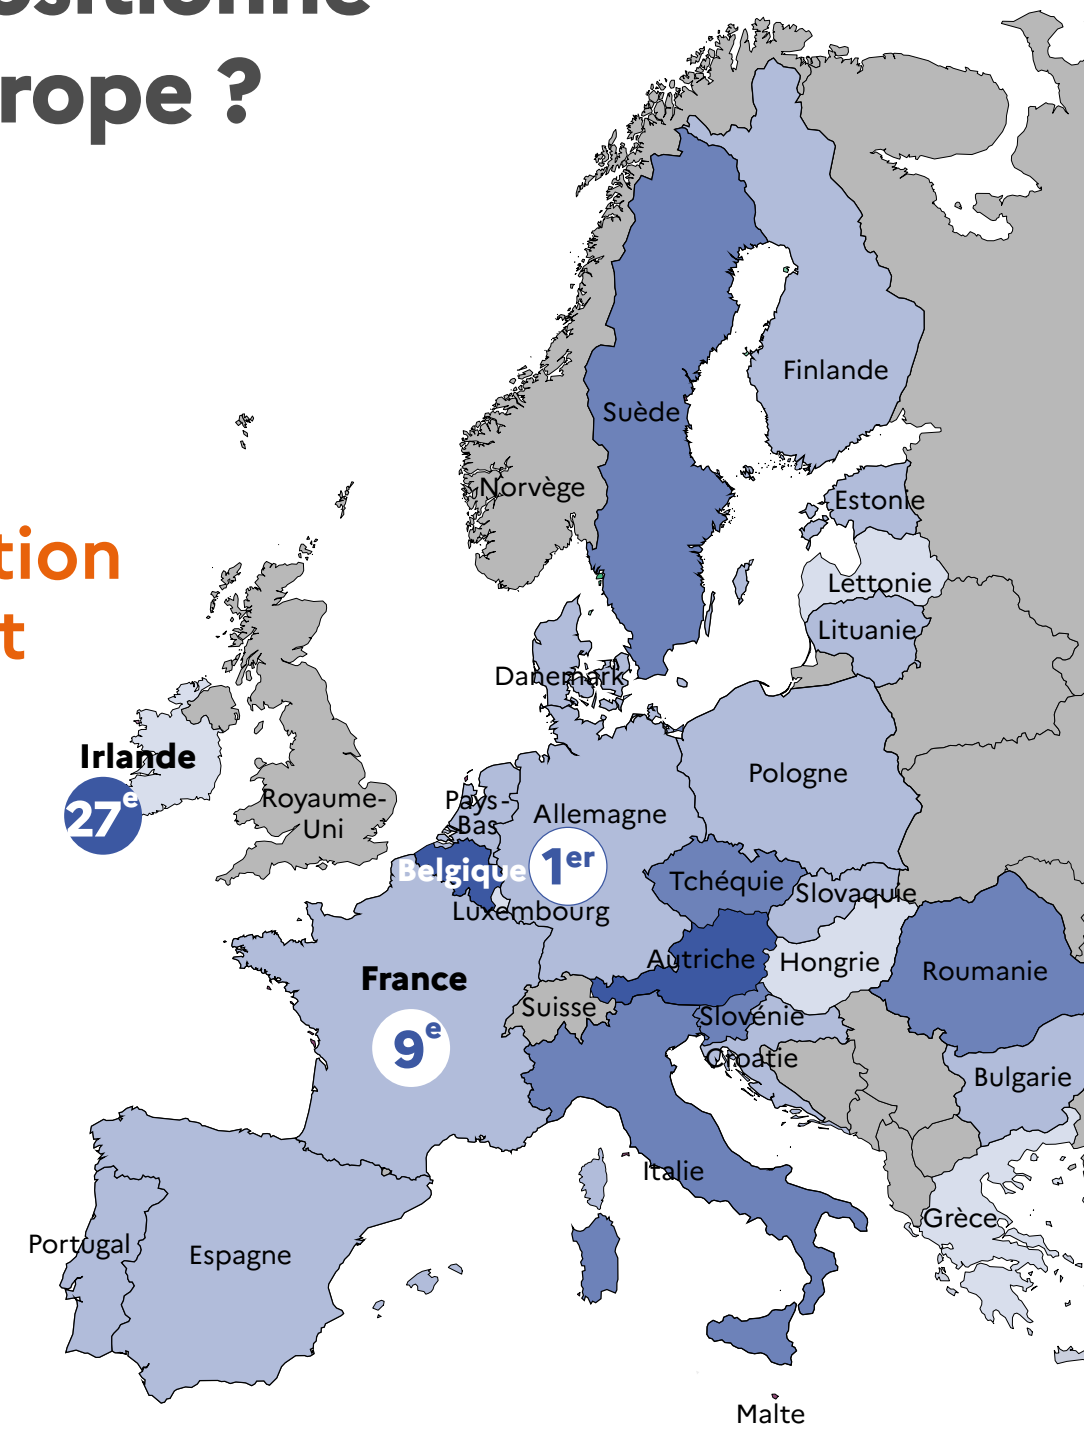 ositionné
rope ?
tion
t
Finlande
Suède
Norvège
Estonie
Lettonie
Lituanie
Danemark
Irlande
27e
Royaume-
Uni
Pays-
Bas
Allemagne
1er
Pologne
Belgique
Luxembourg
Tchéquie
Slovaquie
Autriche
Hongrie
Roumanie
France
9e
Suisse
Slovénie
Croatie
Bulgarie
Italie
Grèce
Portugal
Espagne
Malte